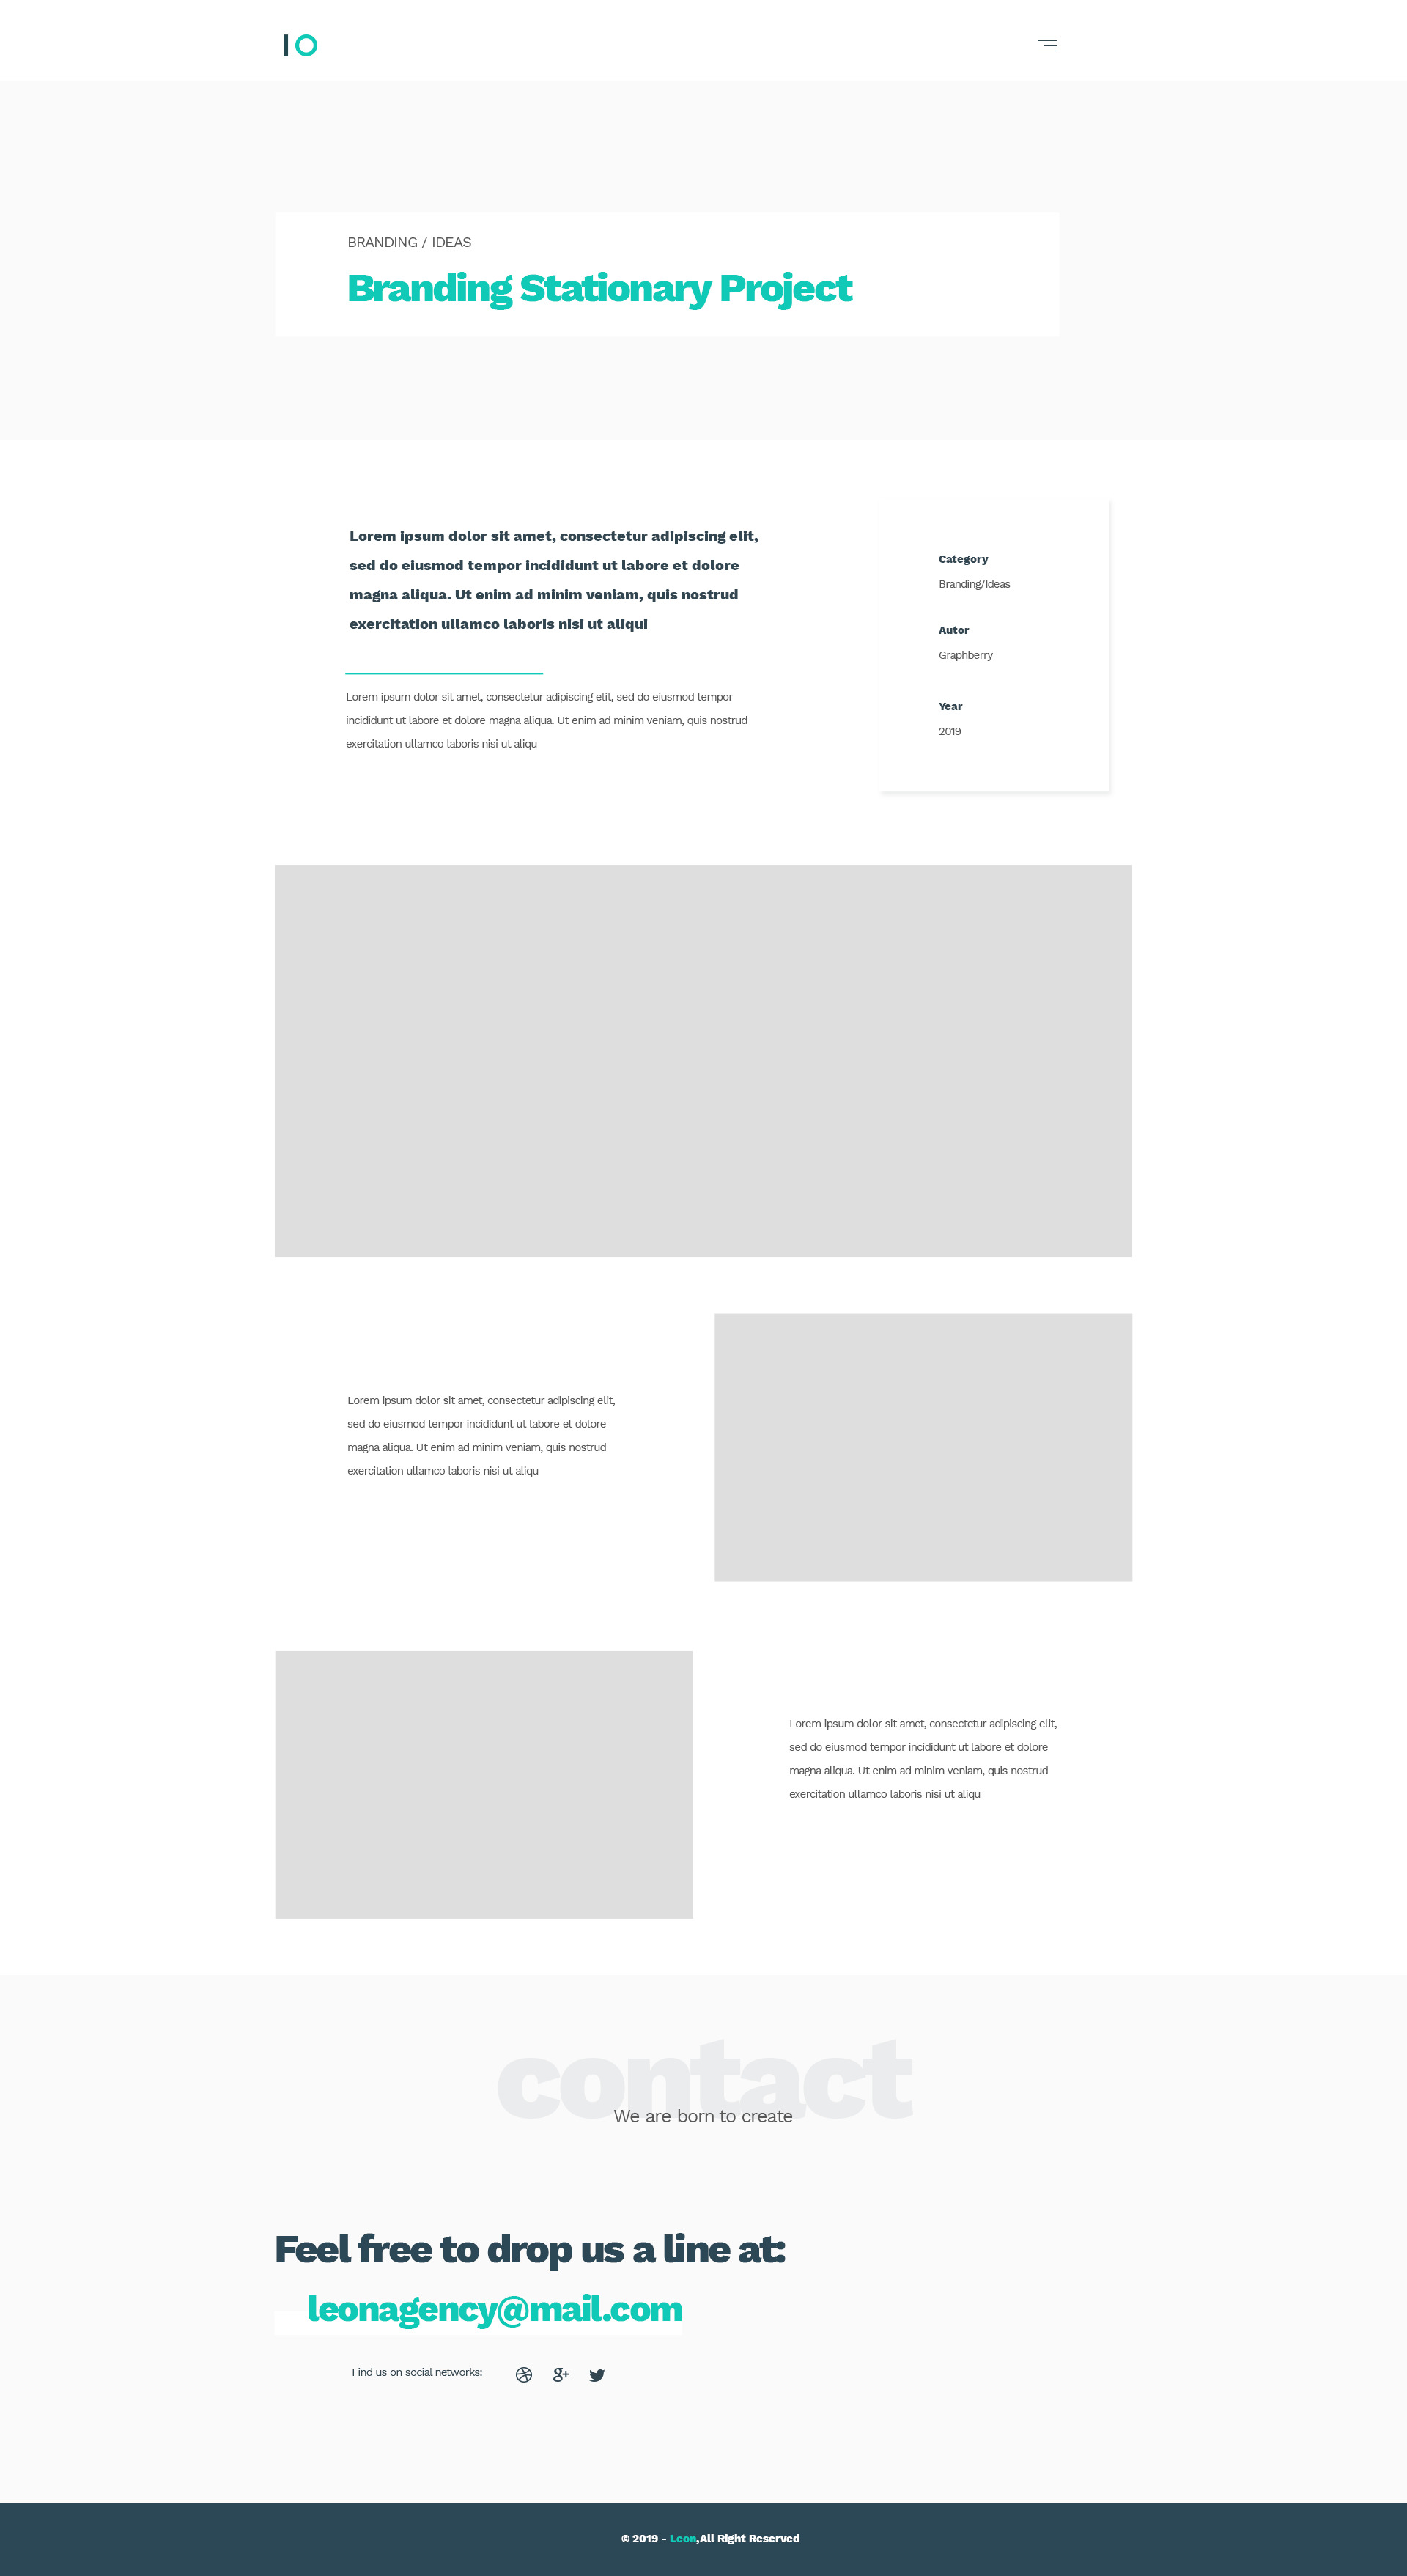 IO
BRANDING / IDEAS
Branding Stationary Project
Lorem ipsum dolor sit amet, consectetur adipiscing elit,
sed do eiusmod tempor incididunt ut labore et dolore
magna aliqua. Ut enim ad minim veniam, quis nostrud
exercitation ullamco laboris nisi ut aliqui
Lorem ipsum dolor sit amet, consectetur adipiscing elit, sed do eiusmod tempor
incididunt ut labore et dolore magna aliqua. Ut enim ad minim veniam, quis nostrud
exercitation ullamco laboris nisi ut aliqu
Category
Branding/Ideas
Autor
Graphberry
Year
2019
Lorem ipsum dolor sit amet, consectetur adipiscing elit,
sed do eiusmod tempor incididunt ut labore et dolore
magna aliqua. Ut enim ad minim veniam, quis nostrud
exercitation ullamco laboris nisi ut aliqu
Lorem ipsum dolor sit amet, consectetur adipiscing elit,
sed do eiusmod tempor incididunt ut labore et dolore
magna aliqua. Ut enim ad minim veniam, quis nostrud
exercitation ullamco laboris nisi ut aliqu
contact
We are born to create
Feel free to drop us a line at:
leonagency@mail.com
Find us on social networks:
© 2019 - Leon,All Right Reserved